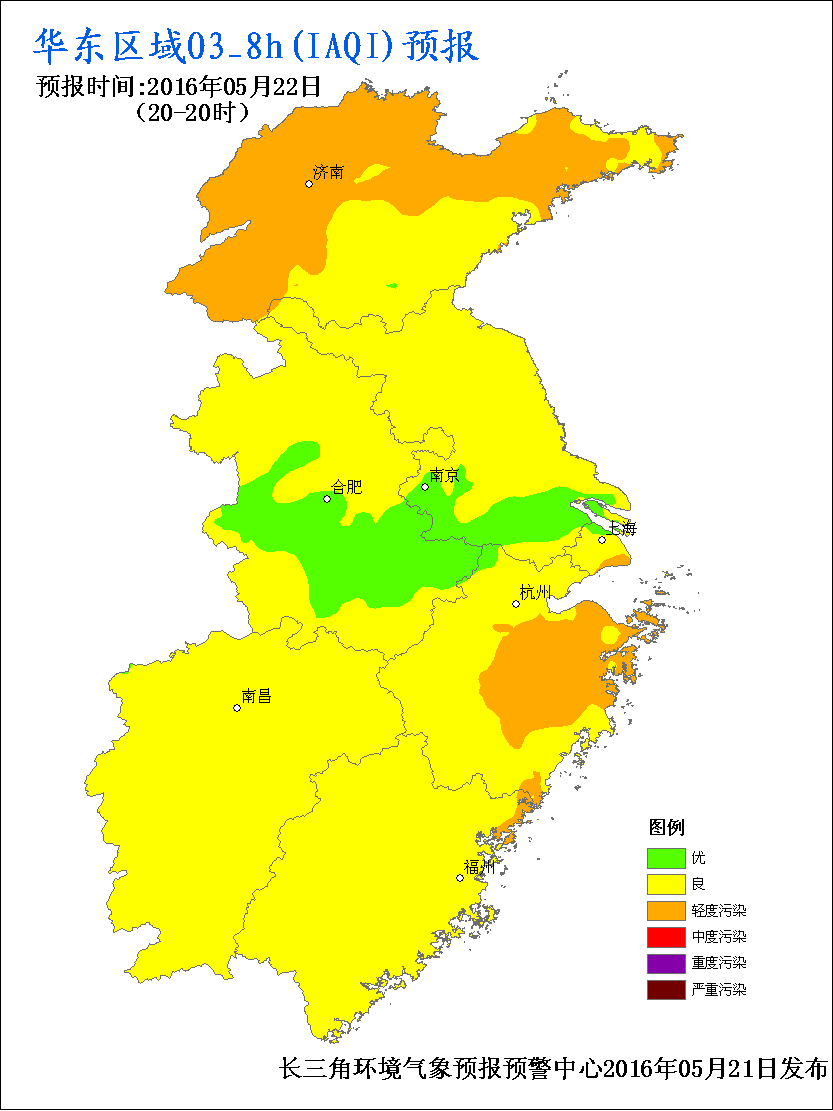 华东区域O3_8h(IAQI)预报
预报时间:2016年05月22日
(20-20时)
济南
南京
合肥
上海
杭州
南昌
福州
图例
优
良
轻度污染
中度污染
重度污染
严重污染
长三角环境气象预报预警中心2016年05月21日发布